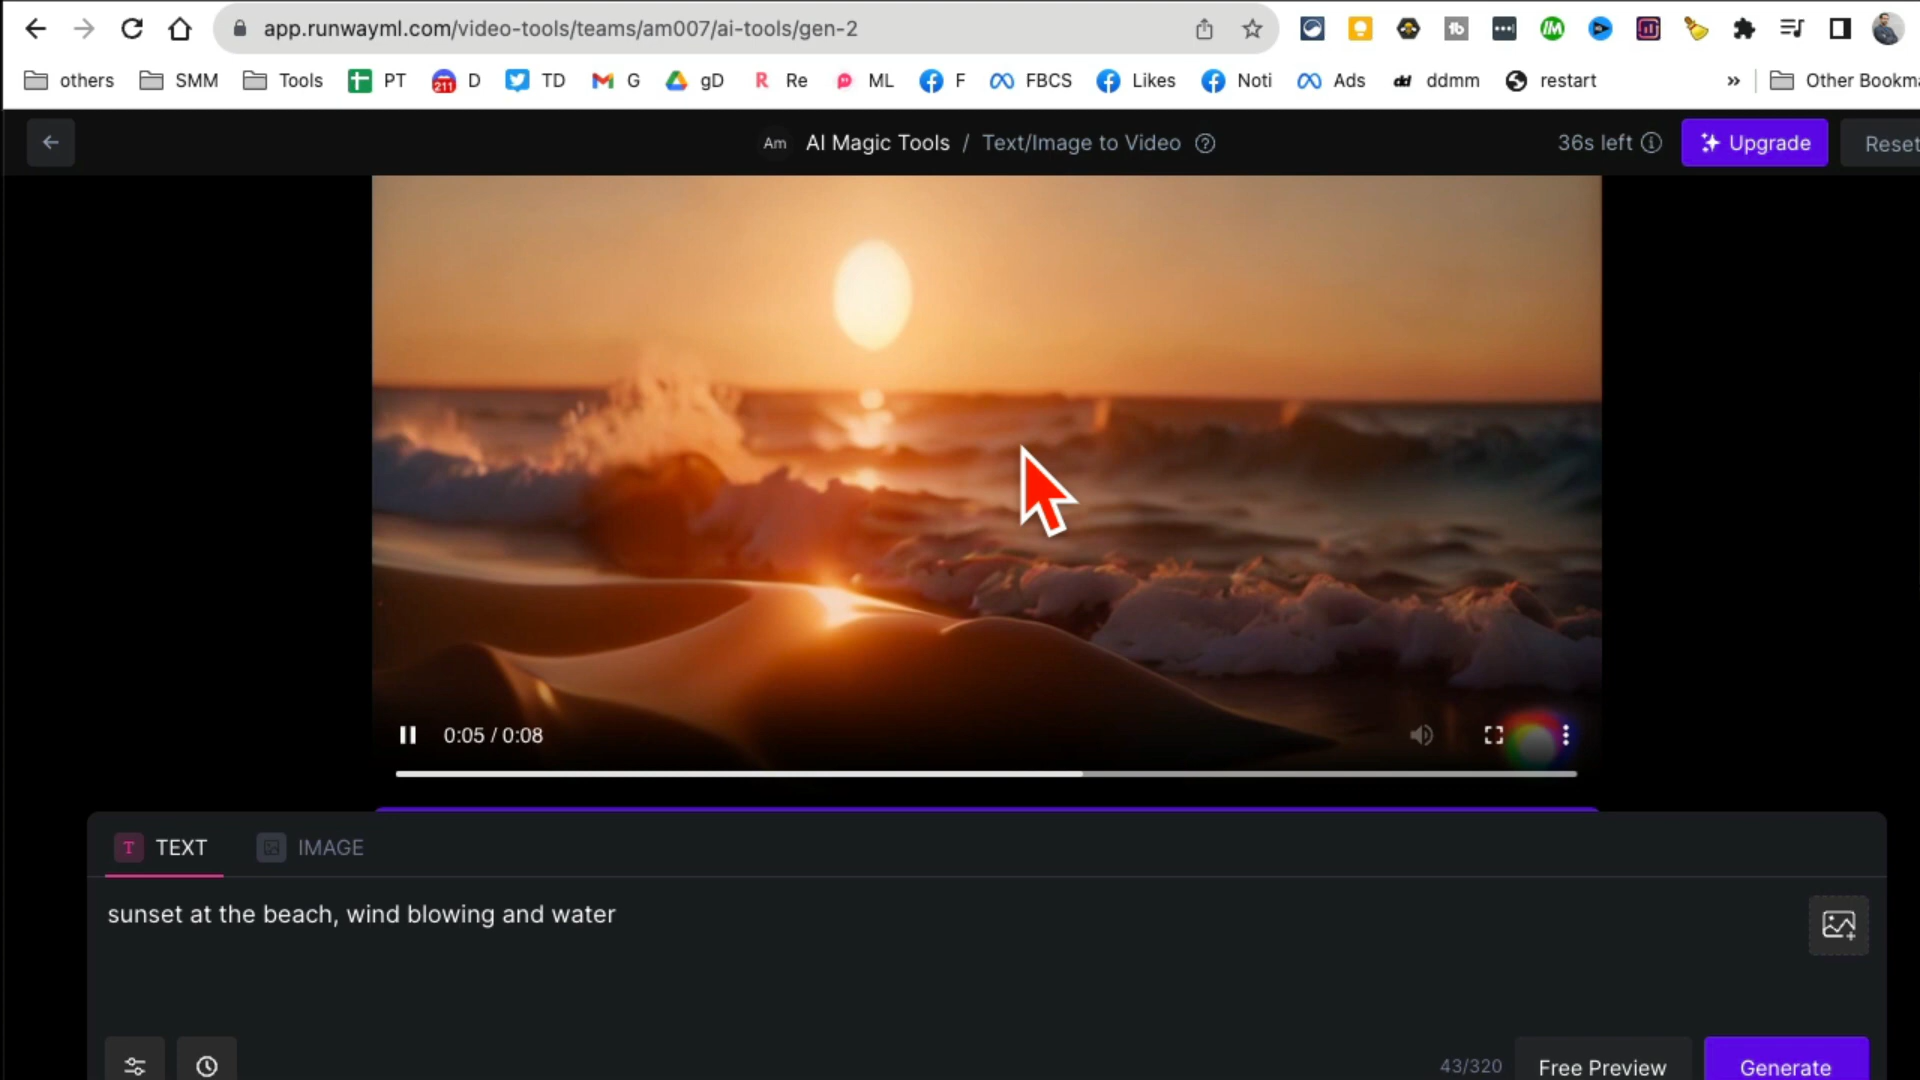 app.runwayml.com/video-tools/teams/am007/ai-tools/gen-2
others SMM Tools PT 211 D TD G gD R Re ML F FBCS Likes Noti Ads dd ddmm restart » Other Bookma
Am AI Magic Tools / Text/Image to Video ? 36s left Upgrade Reset
0:05 / 0:08
T TEXT IMAGE
sunset at the beach, wind blowing and water
43/320 Free Preview Generate